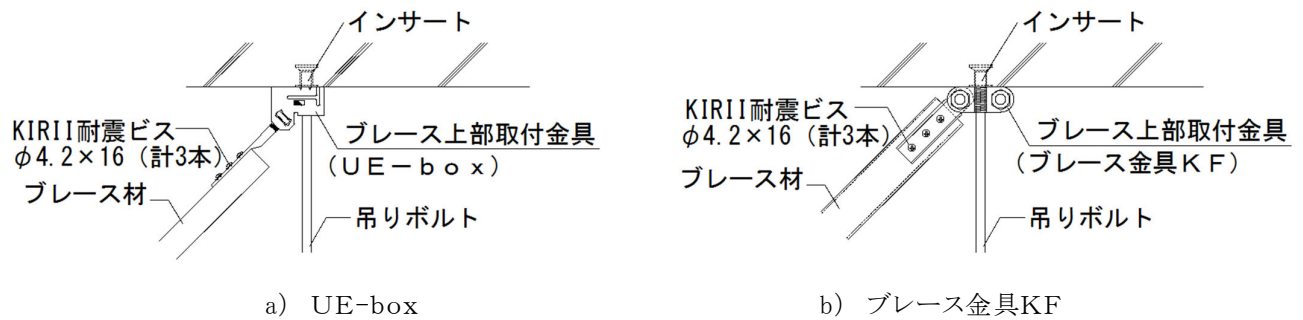 インサート
KIRII耐震ビス
φ4.2×16（計3本）
ブレース上部取付金具
（ＵＥ－ｂｏｘ）
ブレース材
吊りボルト
a） UE-box
インサート
KIRII耐震ビス
φ4.2×16（計3本）
ブレース上部取付金具
（ブレース金具ＫＦ）
ブレース材
吊りボルト
b） ブレース金具KF